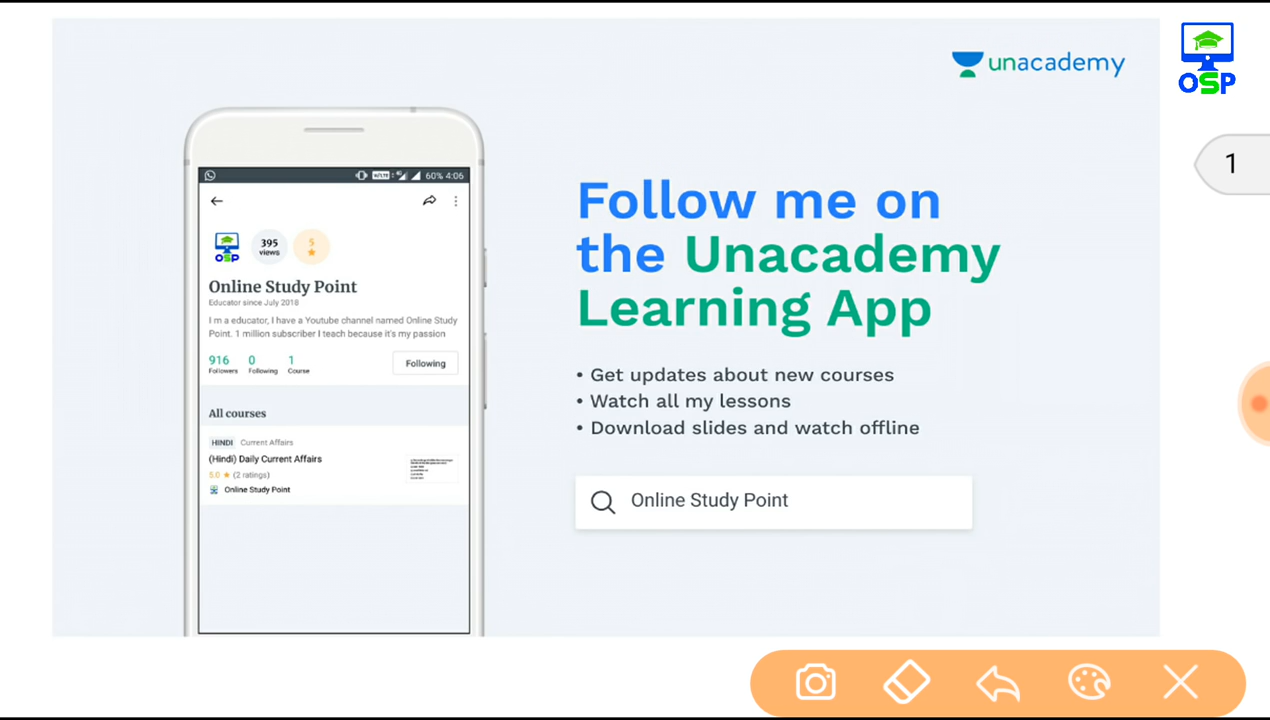 unacademy
OSP
1
60% 4:06
OSP
395
views
5
Online Study Point
Educator since July 2018
I m a educator, I have a Youtube channel named Online Study
Point. 1 million subscriber I teach because it's my passion
916 0 1
Followers Following Course
Following
All courses
HINDI Current Affairs
(Hindi) Daily Current Affairs
5.0 ★ (2 ratings)
Online Study Point
Follow me on
the Unacademy
Learning App
• Get updates about new courses
• Watch all my lessons
• Download slides and watch offline
Online Study Point